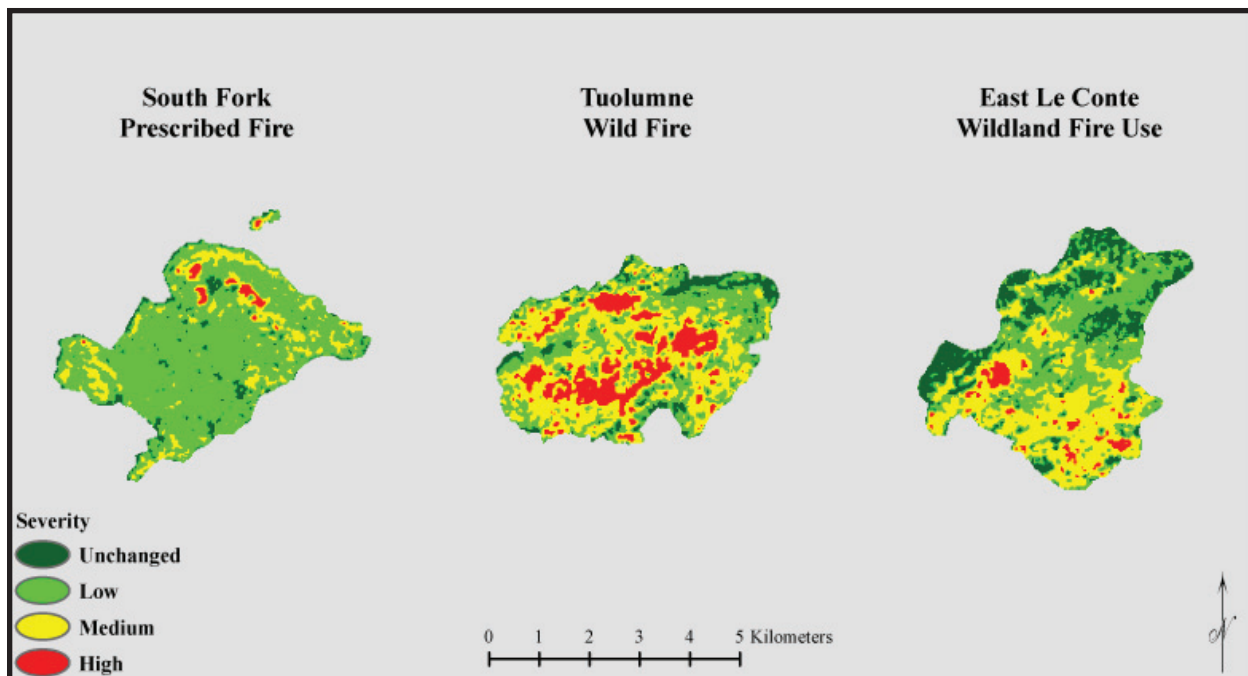 South Fork
Prescribed Fire
Tuolumne
Wild Fire
East Le Conte
Wildland Fire Use
Severity
Unchanged
Low
Medium
High
0 1 2 3 4 5 Kilometers
N